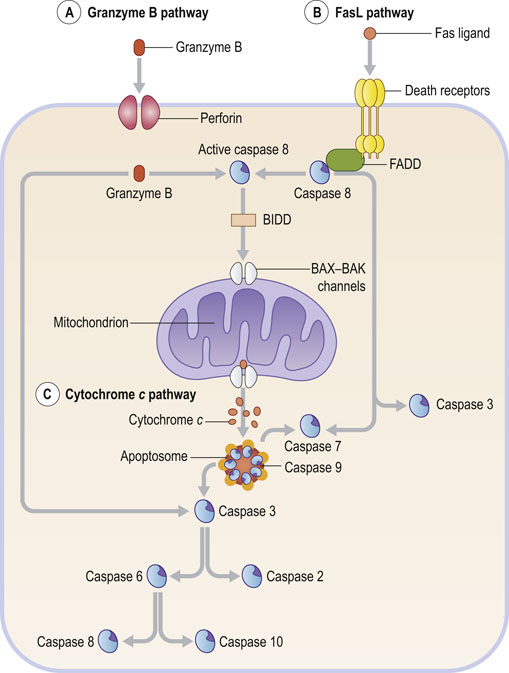 A Granzyme B pathway
B FasL pathway
Granzyme B
Fas ligand
Death receptors
Perforin
Active caspase 8
FADD
Granzyme B
Caspase 8
BIDD
BAX–BAK
channels
Mitochondrion
C Cytochrome c pathway
Cytochrome c
Caspase 3
Caspase 7
Apoptosome
Caspase 9
Caspase 3
Caspase 6
Caspase 2
Caspase 8
Caspase 10